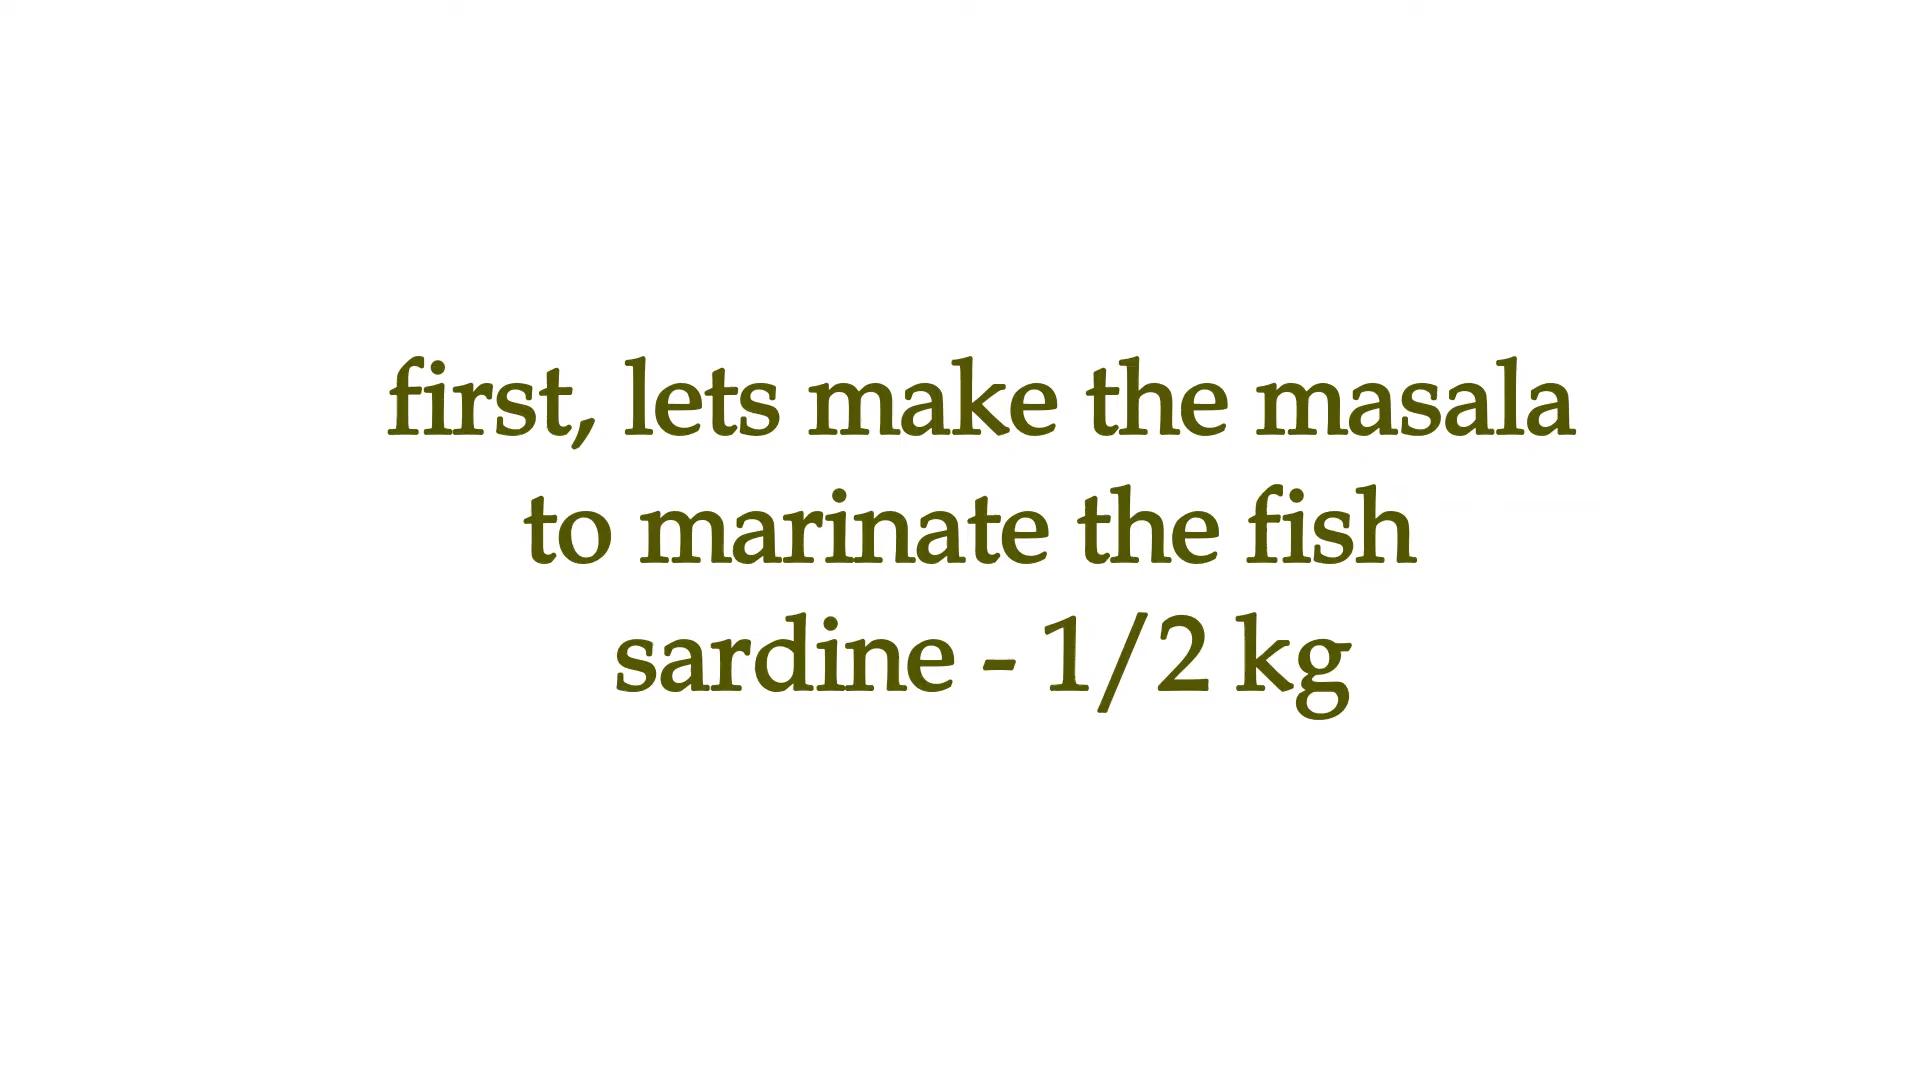 first, lets make the masala
to marinate the fish
sardine - 1/2 kg